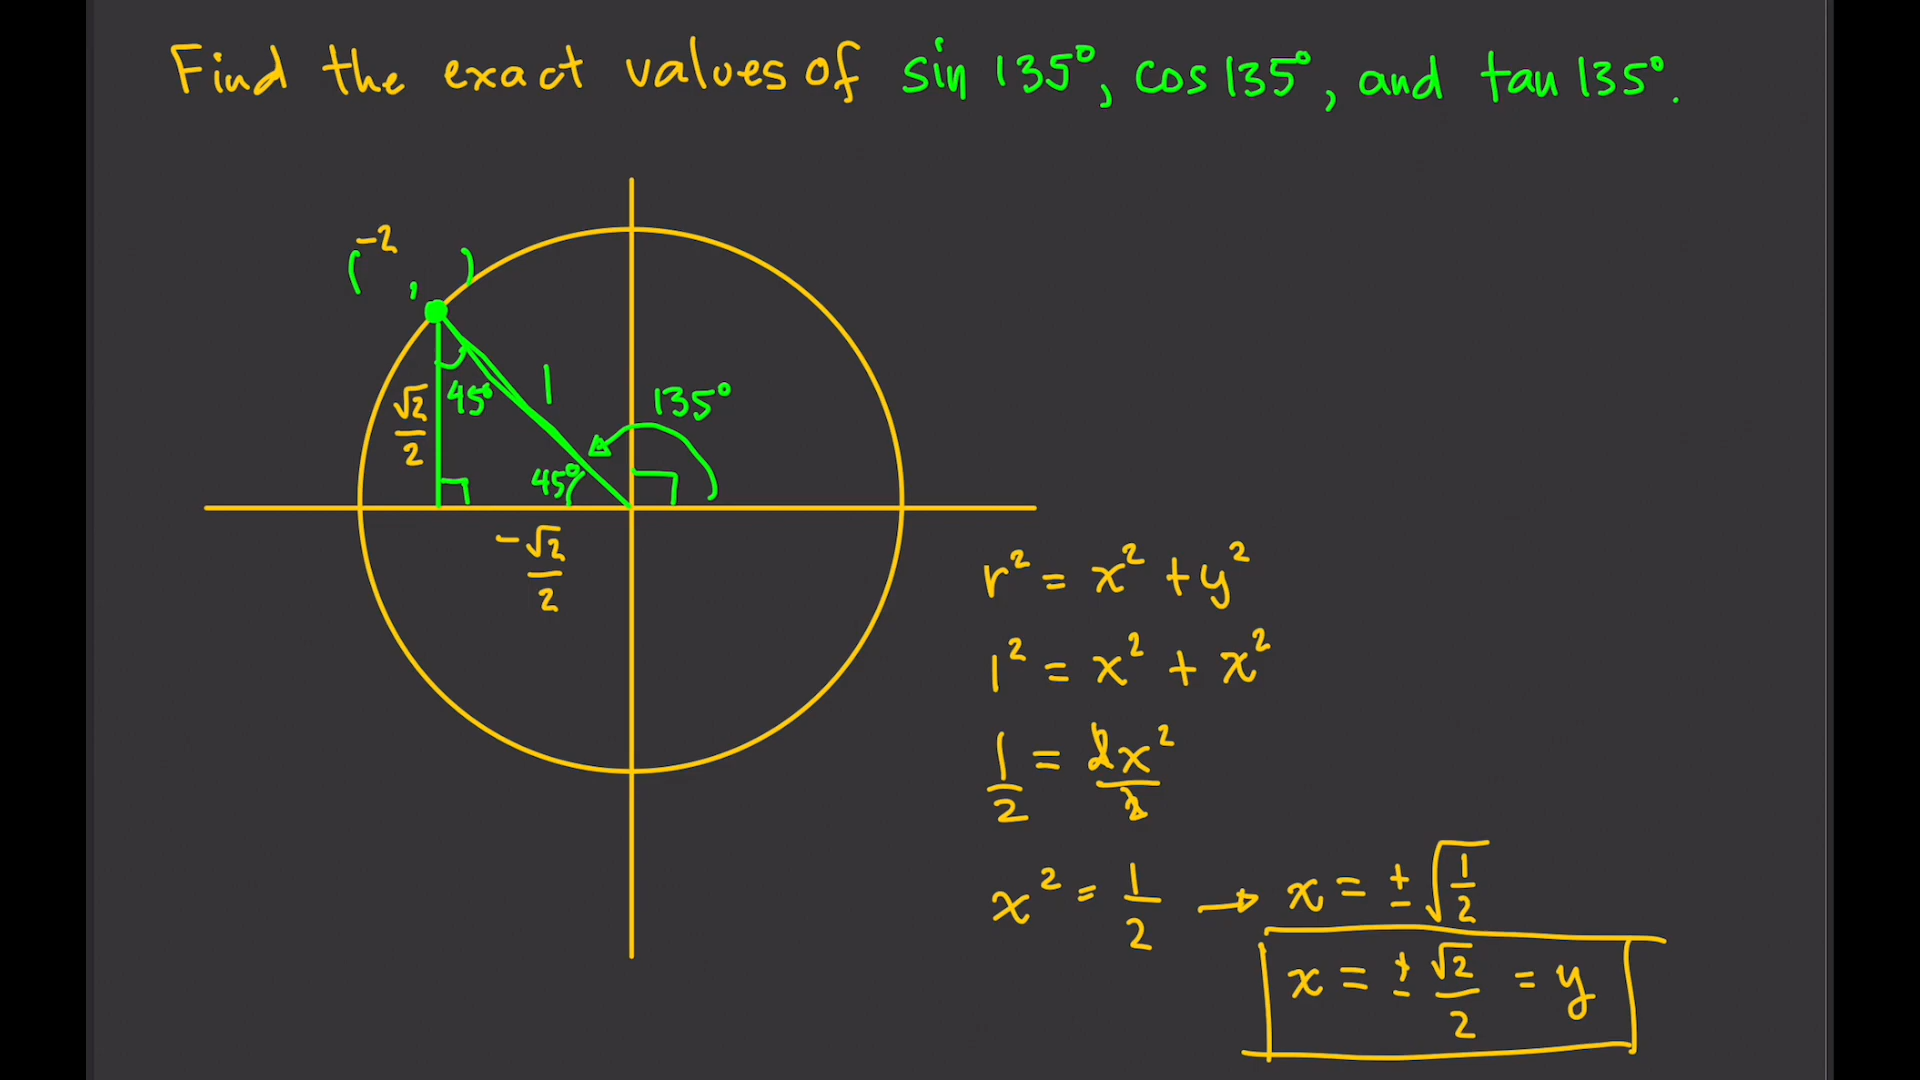 Find the exact values of sin 135°, cos 135°, and tan 135°.
( -2 , )
1
135°
√2/2
45°
45°
-√2/2
r² = x² + y²
1² = x² + x²
1/2 = 2x²/2
x² = 1/2 → x = ± √(1/2)
x = ± √2/2 = y